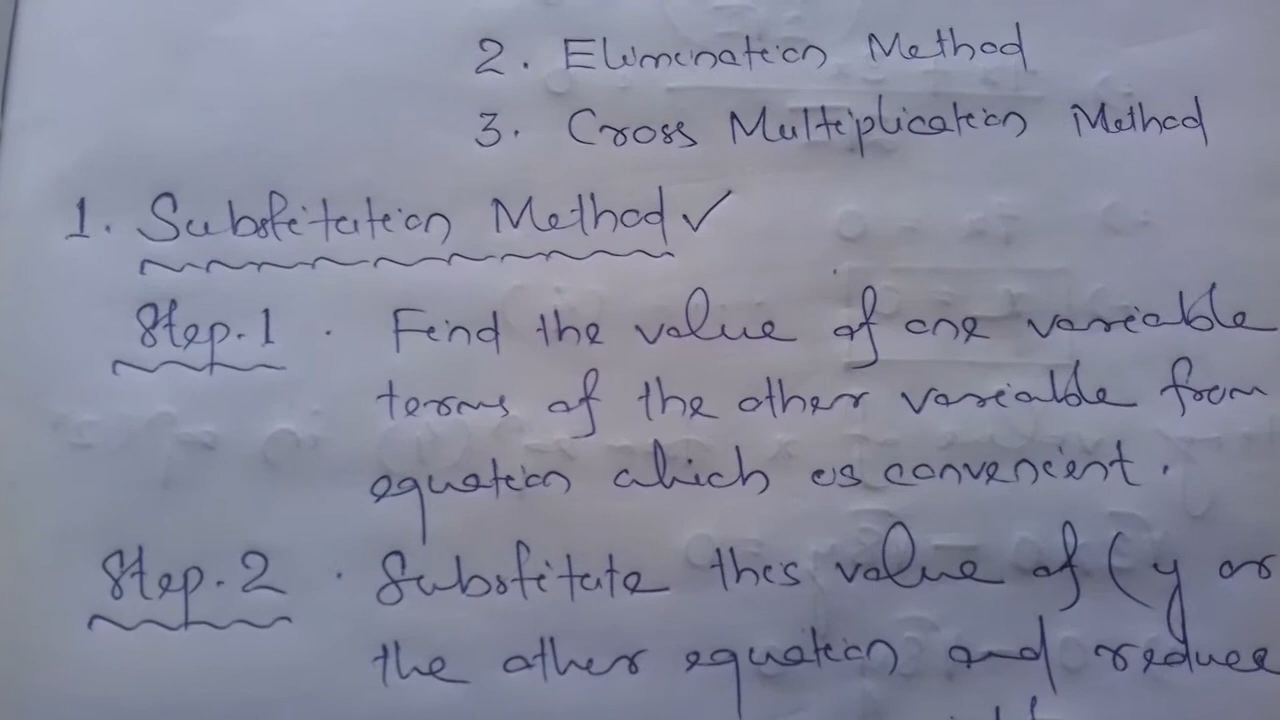 2. Elimination Method
3. Cross Multiplication Method
1. Substitution Method ✓
Step.1 . Find the value of one variable
terms of the other variable from
equation which is convenient.
Step.2 . Substitute this value of (y or
the other equation and reduce